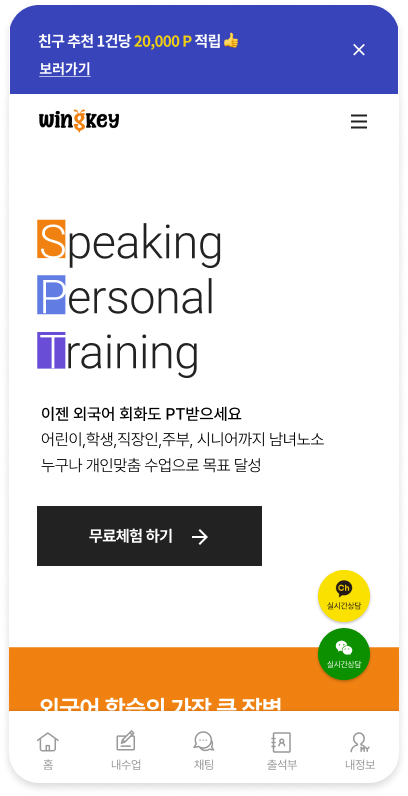 친구 추천 1건당 20,000 P 적립
보러가기
wingkey
Speaking
Personal
Training
이젠 외국어 회화도 PT받으세요
어린이,학생,직장인,주부, 시니어까지 남녀노소
누구나 개인맞춤 수업으로 목표 달성
무료체험 하기
Ch
실시간상담
실시간상담
외국어 학습의 가장 큰 장벽
홈
내수업
채팅
출석부
MY
내정보